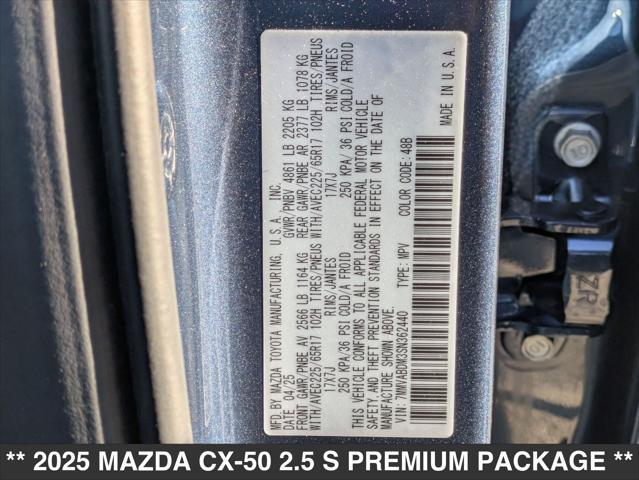 MFD.BY MAZDA TOYOTA MANUFACTURING, U.S.A., INC.
DATE 04/25 GVWR/PNBV 4861 LB 2205 KG
FRONT GAWR/PNBE AV 2566 LB 1164 KG REAR GAWR/PNBE AR 2377 LB 1078 KG
WITH/AVEC225/65R17 102H TIRES/PNEUS WITH/AVEC225/65R17 102H TIRES/PNEUS
17X7J RIMS/JANTES 17X7J RIMS/JANTES
250 KPA/36 PSI COLD/A FROID 250 KPA/ 36 PSI COLD/A FROID
THIS VEHICLE CONFORMS TO ALL APPLICABLE FEDERAL MOTOR VEHICLE
SAFETY, AND THEFT PREVENTION STANDARDS IN EFFECT ON THE DATE OF
MANUFACTURE SHOWN ABOVE.
VIN: 7MMVABDM3SN362440 TYPE: MPV COLOR CODE: 48B
MADE IN U.S.A.
ZR
** 2025 MAZDA CX-50 2.5 S PREMIUM PACKAGE **